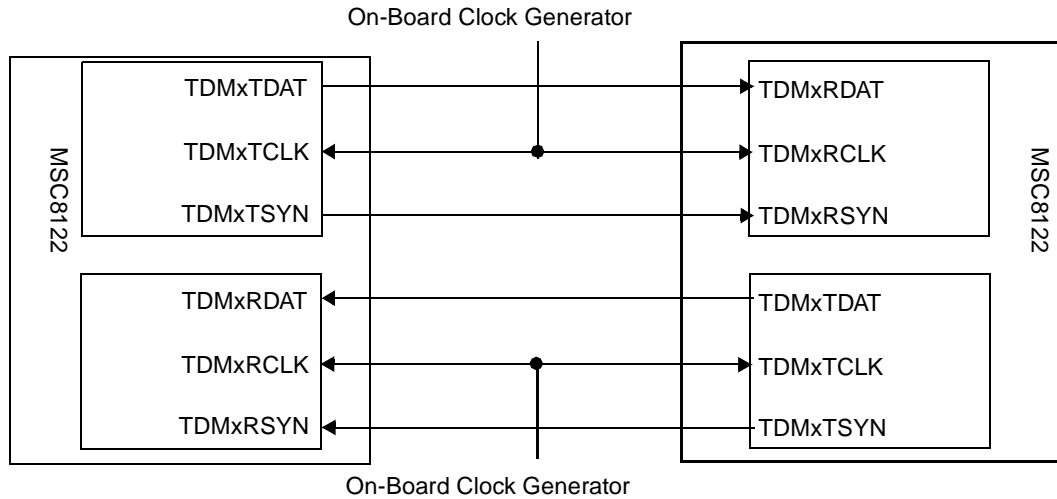 On-Board Clock Generator
MSC8122
TDMxTDAT
TDMxTCLK
TDMxTSYN
TDMxRDAT
TDMxRCLK
TDMxRSYN
TDMxRDAT
TDMxRCLK
TDMxRSYN
TDMxTDAT
TDMxTCLK
TDMxTSYN
MSC8122
On-Board Clock Generator